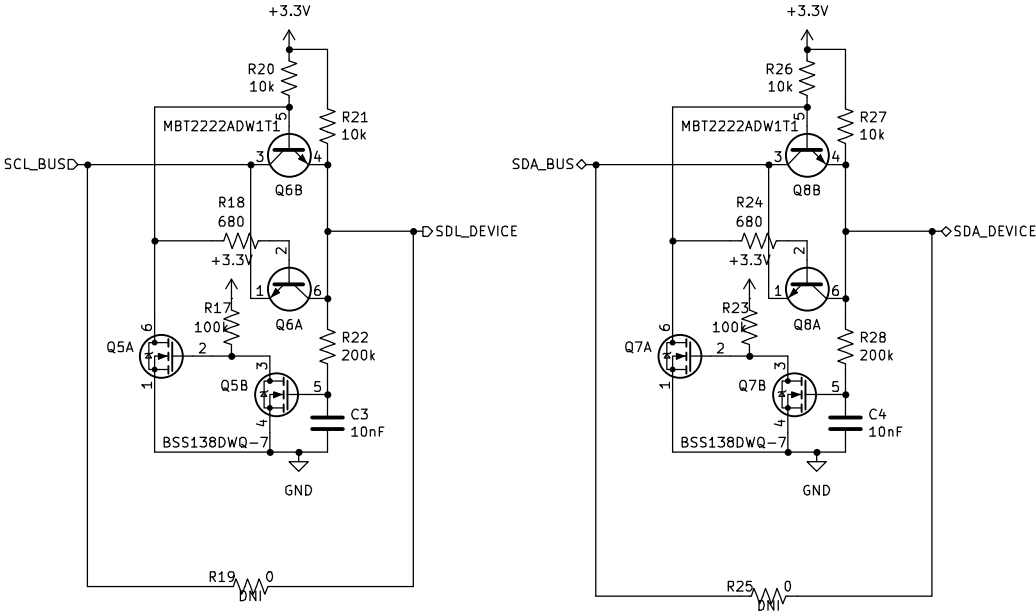 +3.3V
R20
10k
R21
10k
5
MBT2222ADW1T1
SCL_BUS
3
4
Q6B
R18
680
SDL_DEVICE
2
+3.3V
1
6
Q6A
R17
100k
R22
200k
6
Q5A
2
1
3
Q5B
5
4
C3
10nF
BSS138DWQ-7
GND
R19
0
DNI
+3.3V
R26
10k
R27
10k
5
MBT2222ADW1T1
SDA_BUS
3
4
Q8B
R24
680
SDA_DEVICE
2
+3.3V
1
6
Q8A
R23
100k
R28
200k
6
Q7A
2
1
3
Q7B
5
4
C4
10nF
BSS138DWQ-7
GND
R25
0
DNI